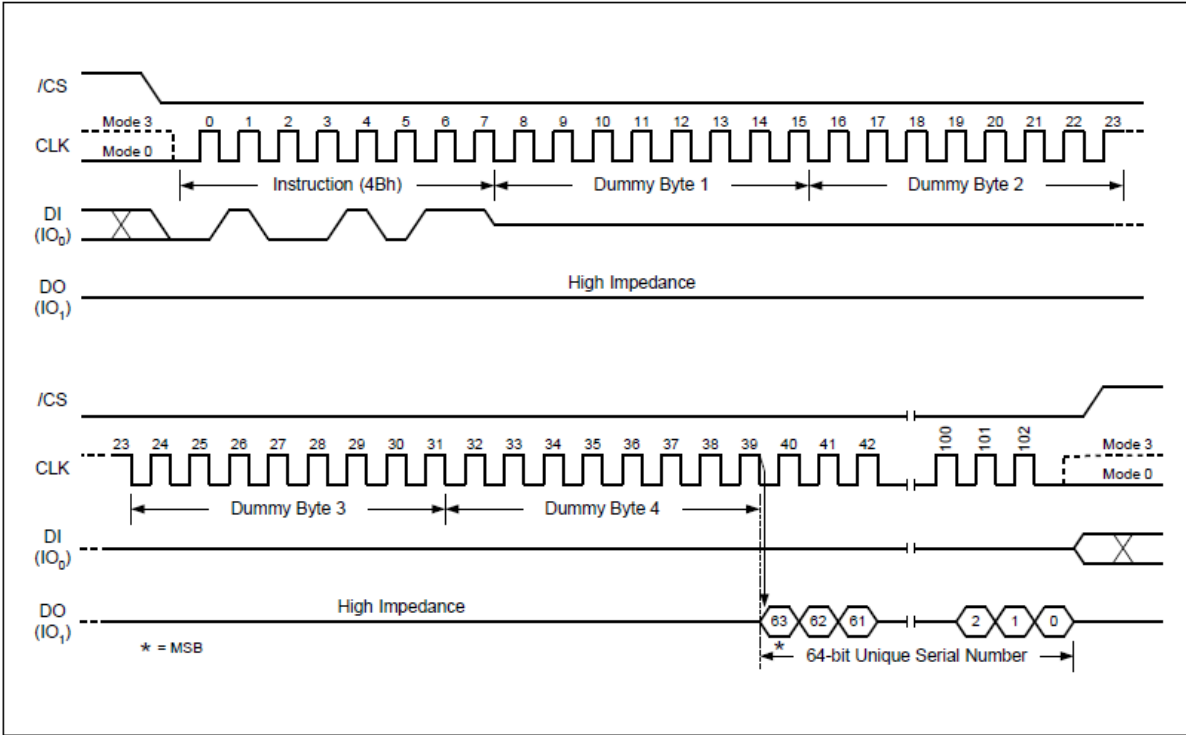 /CS
Mode 3 0 1 2 3 4 5 6 7 8 9 10 11 12 13 14 15 16 17 18 19 20 21 22 23
CLK Mode 0
Instruction (4Bh) Dummy Byte 1 Dummy Byte 2
DI
(IO0)
High Impedance
DO
(IO1)
/CS
23 24 25 26 27 28 29 30 31 32 33 34 35 36 37 38 39 40 41 42 100 101 102 Mode 3
CLK Mode 0
Dummy Byte 3 Dummy Byte 4
DI
(IO0)
High Impedance
DO
(IO1)
63 62 61 2 1 0
* = MSB
* 64-bit Unique Serial Number